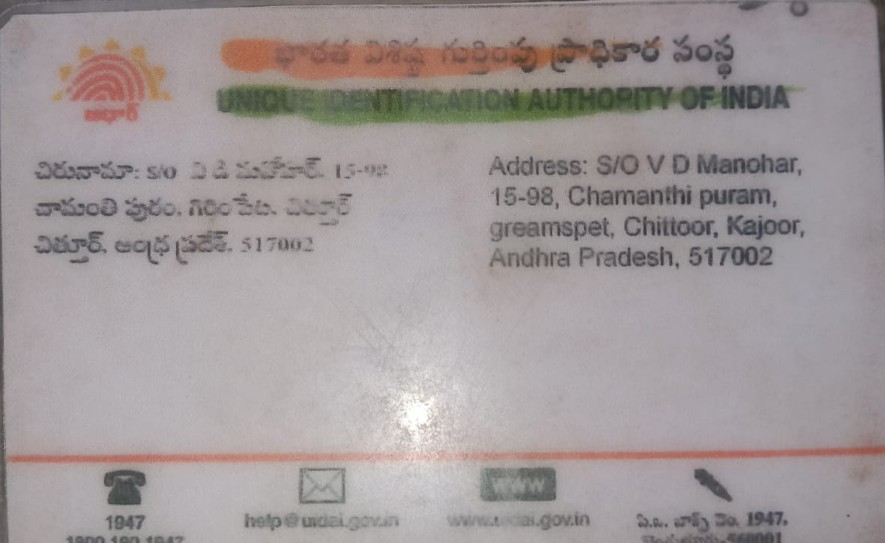 భారత విశిష్ట గుర్తింపు ప్రాధికార సంస్థ
UNIQUE IDENTIFICATION AUTHORITY OF INDIA
ఆధార్
చిరునామా: S/O వి డి మనోహర్, 15-98
చామంతి పురం, గిరింపేట, చిత్తూర్
చిత్తూర్, ఆంధ్ర ప్రదేశ్, 517002
Address: S/O V D Manohar,
15-98, Chamanthi puram,
greamspet, Chittoor, Kajoor,
Andhra Pradesh, 517002
WWW
1947
1800 180 1947
help@uidai.gov.in
www.uidai.gov.in
పి.బి. బాక్స్ నెం. 1947,
బెంగుళూరు-560001